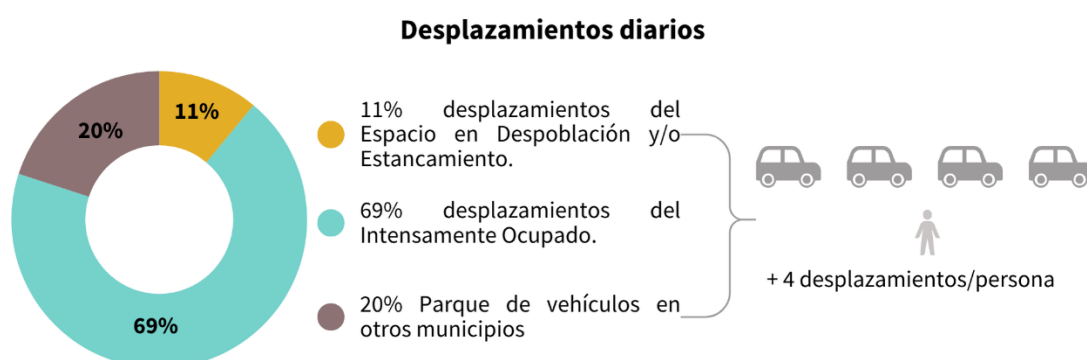 Desplazamientos diarios
11%
20%
69%
11% desplazamientos del
Espacio en Despoblación y/o
Estancamiento.
69% desplazamientos del
Intensamente Ocupado.
20% Parque de vehículos en
otros municipios
+ 4 desplazamientos/persona